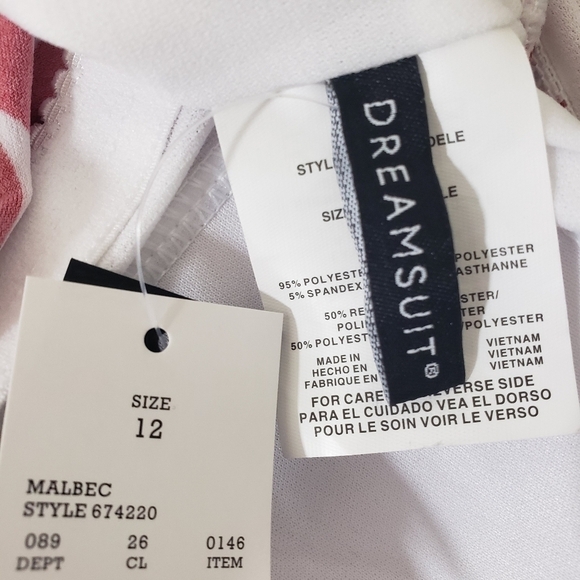 DREAMSUIT®
STYL DELE
SIZ LE
95% POLYEST POLYESTER
5% SPANDEX ASTHANNE
50% RE STER/
POLI /POLYESTER
50% POLYEST
MADE IN VIETNAM
HECHO EN VIETNAM
FABRIQUE EN VIETNAM
FOR CARE VERSE SIDE
PARA EL CUIDADO VEA EL DORSO
POUR LE SOIN VOIR LE VERSO
SIZE
12
MALBEC
STYLE 674220
089 26 0146
DEPT CL ITEM